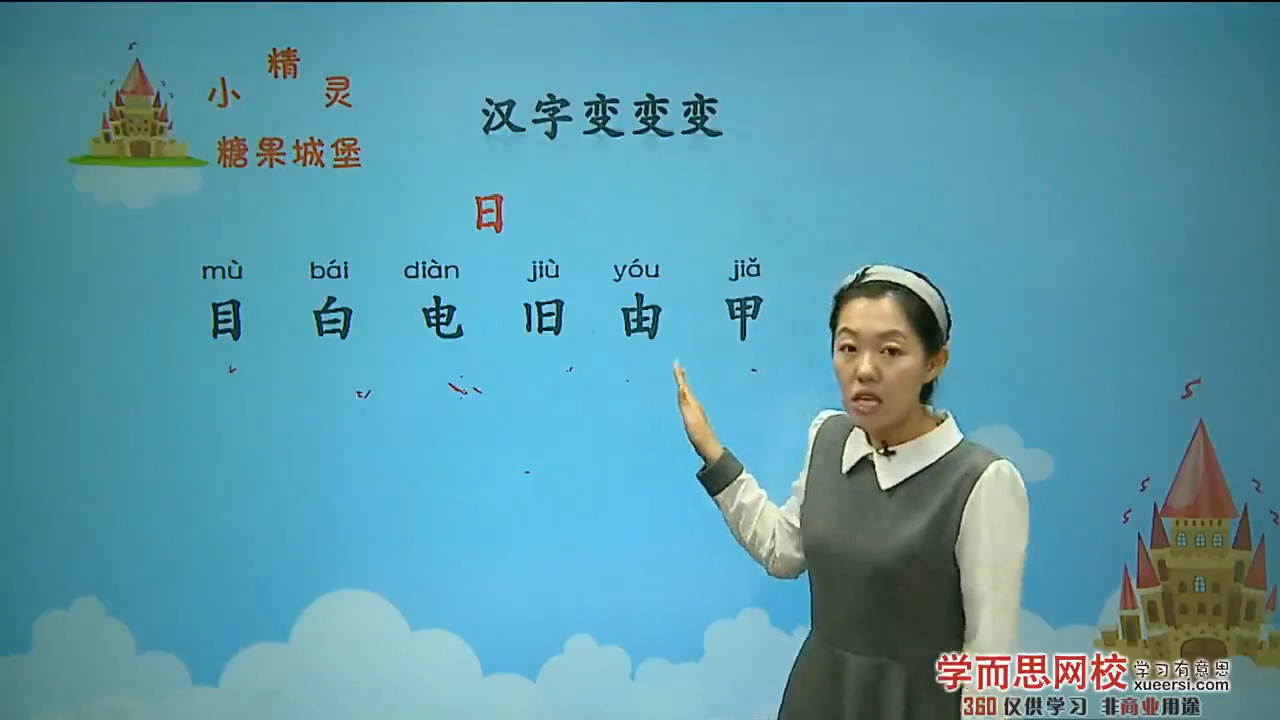 小精灵
糖果城堡
汉字变变变
日
mù bái diàn jiù yóu jiǎ
目 白 电 旧 由 甲
学而思网校 学习有意思
xueersi.com
360 仅供学习 非商业用途